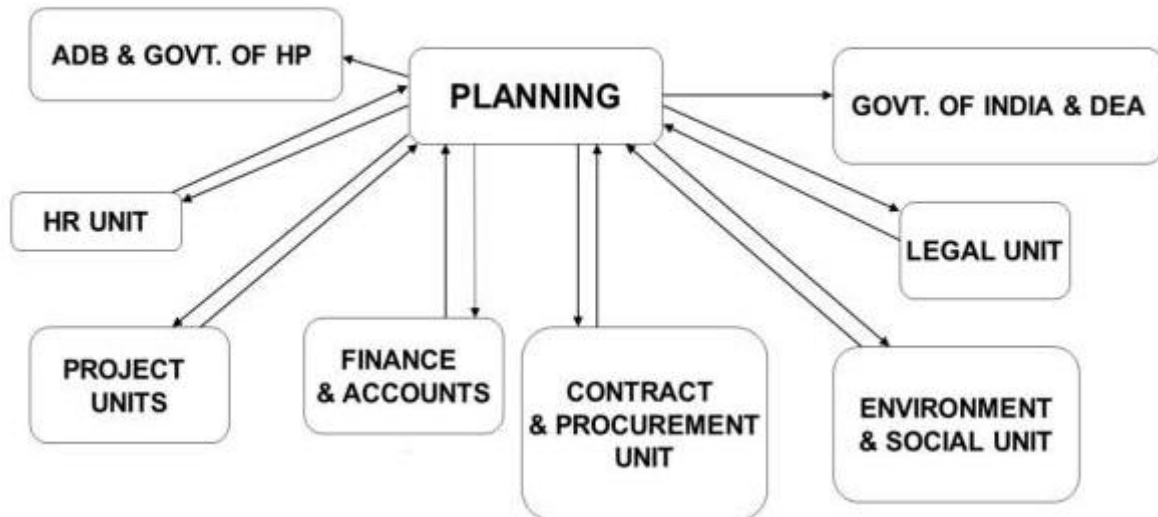 ADB & GOVT. OF HP
PLANNING
GOVT. OF INDIA & DEA
HR UNIT
LEGAL UNIT
PROJECT
UNITS
FINANCE
& ACCOUNTS
CONTRACT
& PROCUREMENT
UNIT
ENVIRONMENT
& SOCIAL UNIT